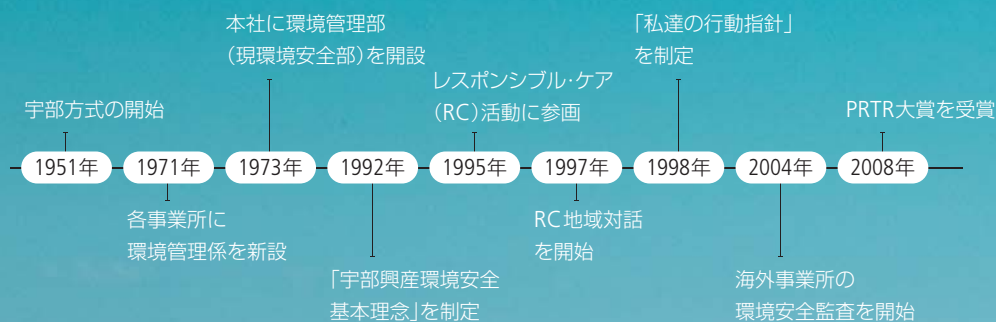 本社に環境管理部
（現環境安全部）を開設
「私達の行動指針」
を制定
レスポンシブル・ケア
（RC）活動に参画
宇部方式の開始
PRTR大賞を受賞
1951年
1971年
1973年
1992年
1995年
1997年
1998年
2004年
2008年
各事業所に
環境管理係を新設
RC地域対話
を開始
「宇部興産環境安全
基本理念」を制定
海外事業所の
環境安全監査を開始